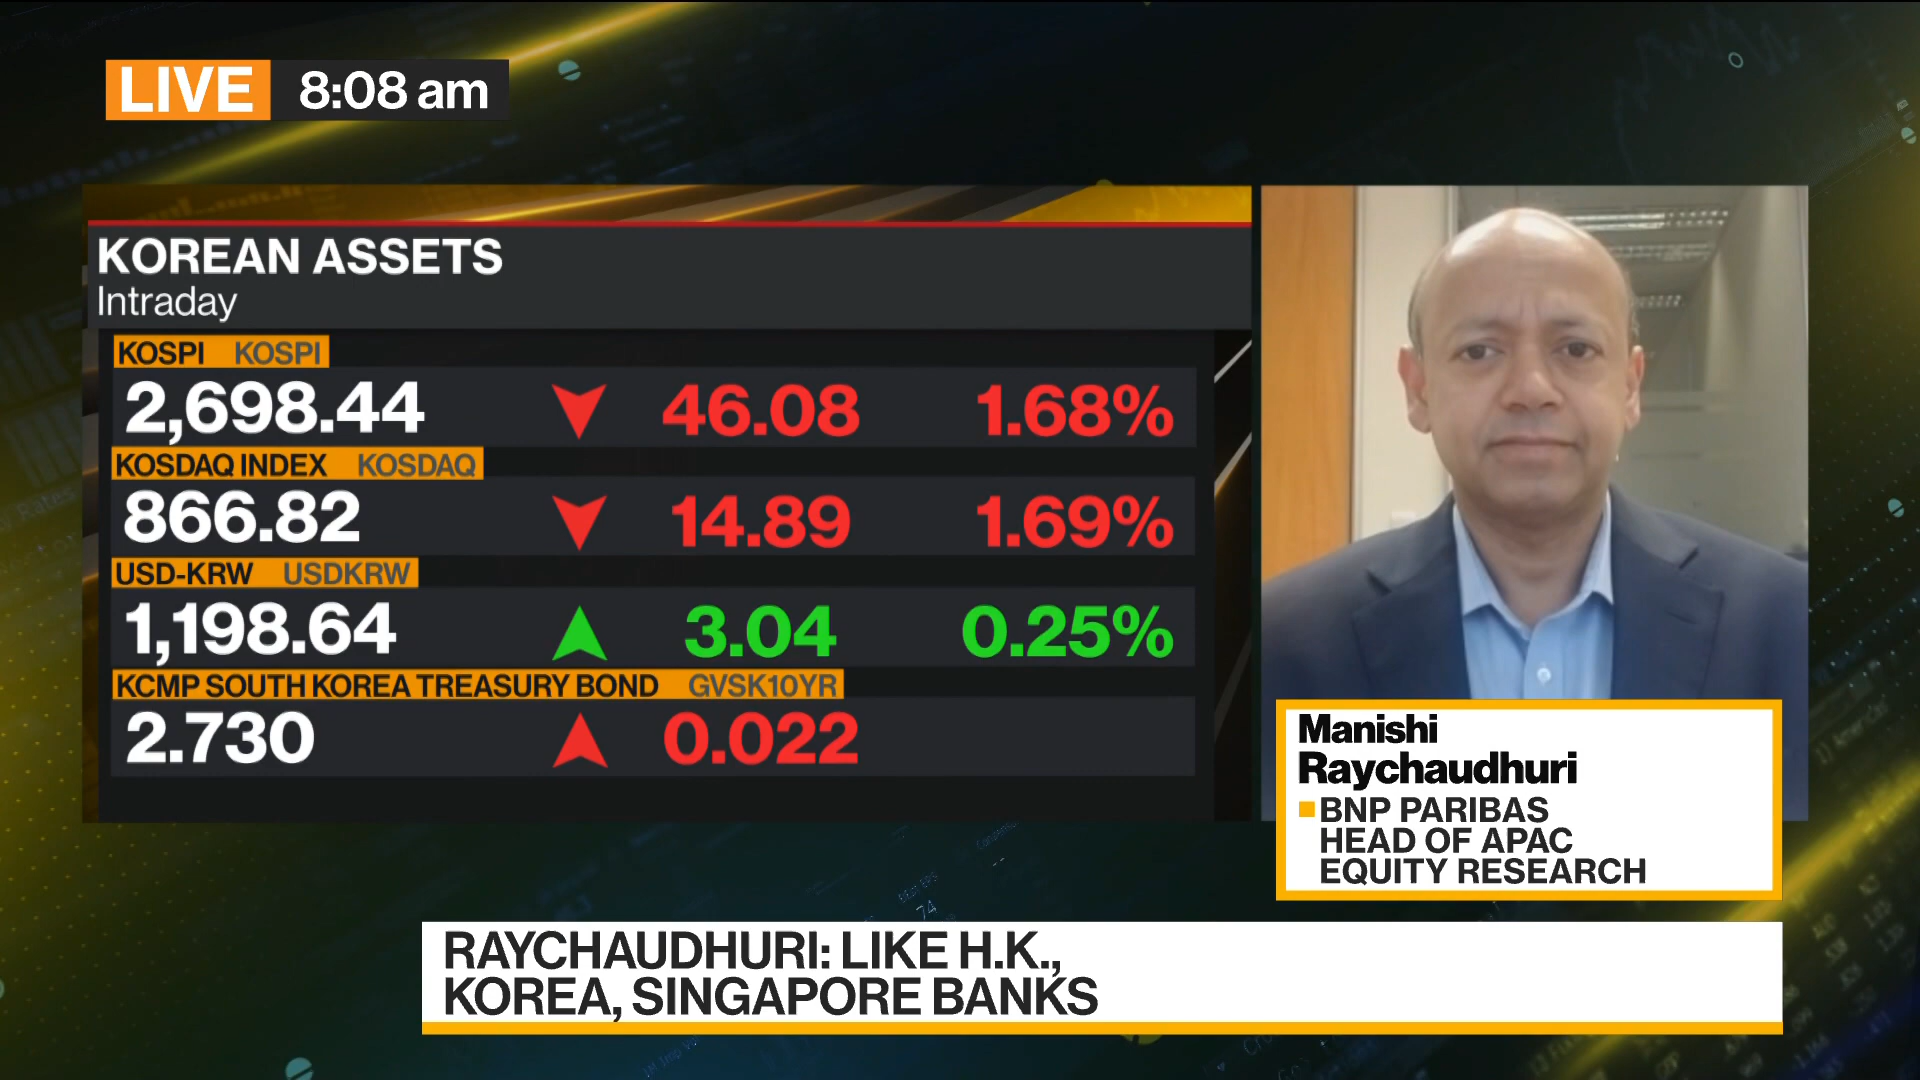 LIVE 8:08 am
KOREAN ASSETS
Intraday
KOSPI KOSPI
2,698.44 46.08 1.68%
KOSDAQ INDEX KOSDAQ
866.82 14.89 1.69%
USD-KRW USDKRW
1,198.64 3.04 0.25%
KCMP SOUTH KOREA TREASURY BOND GVSK10YR
2.730 0.022
Manishi
Raychaudhuri
BNP PARIBAS
HEAD OF APAC
EQUITY RESEARCH
RAYCHAUDHURI: LIKE H.K.,
KOREA, SINGAPORE BANKS